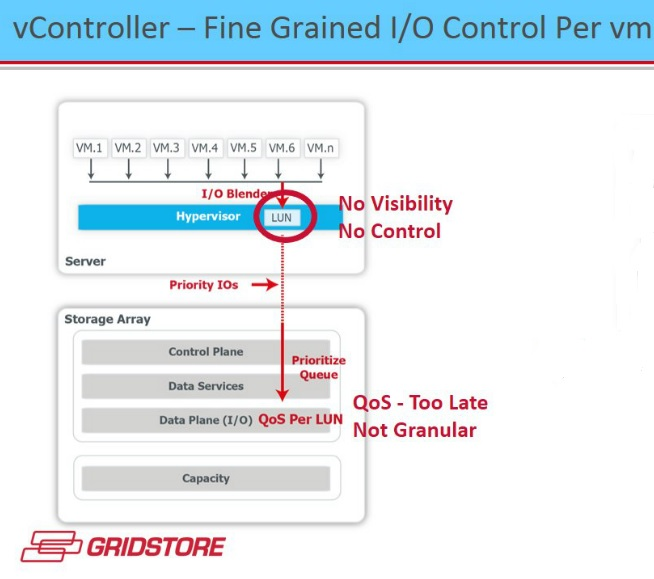 vController – Fine Grained I/O Control Per vm
VM.1 VM.2 VM.3 VM.4 VM.5 VM.6 VM.n
I/O Blender
Hypervisor LUN
No Visibility
No Control
Server
Priority IOs
Storage Array
Control Plane
Prioritize
Queue
Data Services
Data Plane (I/O) QoS Per LUN
QoS - Too Late
Not Granular
Capacity
GRIDSTORE